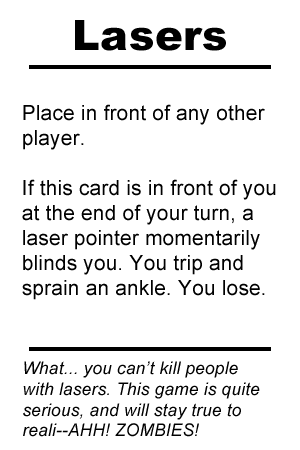 Lasers
Place in front of any other
player.
If this card is in front of you
at the end of your turn, a
laser pointer momentarily
blinds you. You trip and
sprain an ankle. You lose.
What... you can't kill people
with lasers. This game is quite
serious, and will stay true to
reali--AHH! ZOMBIES!